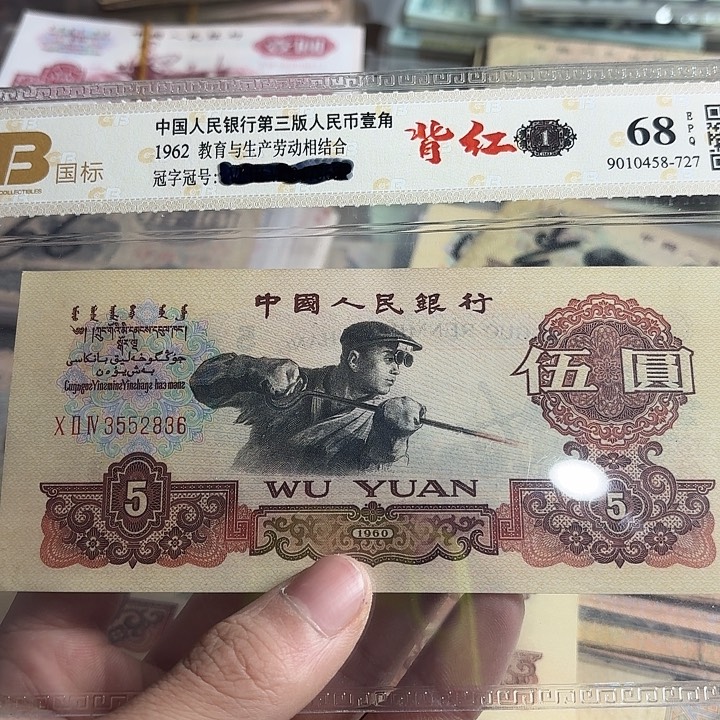 中国人民银行第三版人民币壹角
1962 教育与生产劳动相结合
冠字冠号:
背红
1
68
EPQ
9010458-727
B
国标
COLLECTIBLES
中國人民銀行
伍圓
X II IV 3552836
WU YUAN
5
5
1960